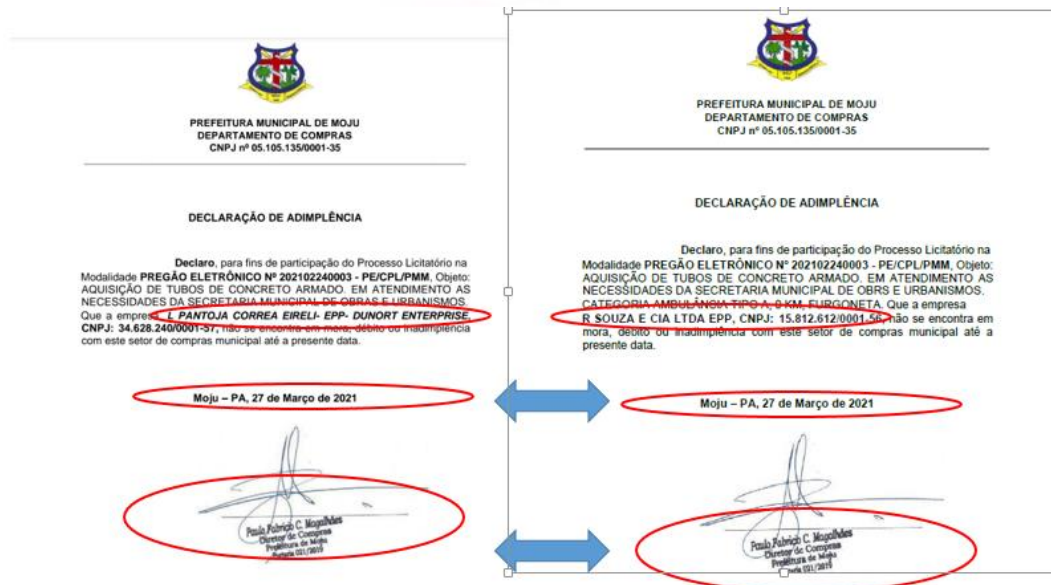 PREFEITURA MUNICIPAL DE MOJU
DEPARTAMENTO DE COMPRAS
CNPJ nº 05.105.135/0001-35
DECLARAÇÃO DE ADIMPLÊNCIA
Declaro, para fins de participação do Processo Licitatório na
Modalidade PREGÃO ELETRÔNICO Nº 202102240003 - PE/CPL/PMM, Objeto:
AQUISIÇÃO DE TUBOS DE CONCRETO ARMADO. EM ATENDIMENTO AS
NECESSIDADES DA SECRETARIA MUNICIPAL DE OBRAS E URBANISMOS.
Que a empresa L PANTOJA CORREA EIRELI- EPP- DUNORT ENTERPRISE,
CNPJ: 34.628.240/0001-57, não se encontra em mora, débito ou inadimplência
com este setor de compras municipal até a presente data.
Moju – PA, 27 de Março de 2021
Paulo Fabrício C. Magalhães
Diretor de Compras
Prefeitura de Moju
Portaria 021/2019
PREFEITURA MUNICIPAL DE MOJU
DEPARTAMENTO DE COMPRAS
CNPJ nº 05.105.135/0001-35
DECLARAÇÃO DE ADIMPLÊNCIA
Declaro, para fins de participação do Processo Licitatório na
Modalidade PREGÃO ELETRÔNICO Nº 202102240003 - PE/CPL/PMM, Objeto:
AQUISIÇÃO DE TUBOS DE CONCRETO ARMADO. EM ATENDIMENTO AS
NECESSIDADES DA SECRETARIA MUNICIPAL DE OBRS E URBANISMOS.
CATEGORIA AMBULÂNCIA TIPO A, 0 KM, FURGONETA. Que a empresa
R SOUZA E CIA LTDA EPP, CNPJ: 15.812.612/0001-56, não se encontra em
mora, débito ou inadimplência com este setor de compras municipal até a
presente data.
Moju – PA, 27 de Março de 2021
Paulo Fabrício C. Magalhães
Diretor de Compras
Prefeitura de Moju
Portaria 021/2019